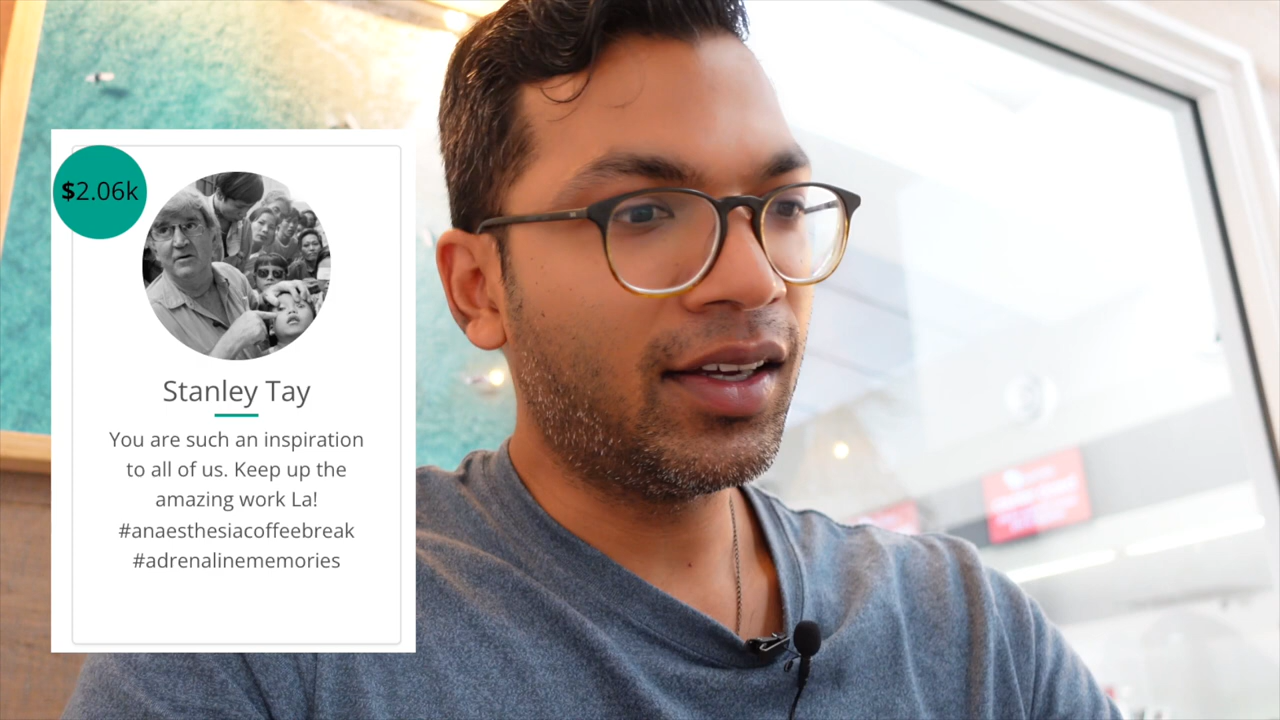 $2.06k
Stanley Tay
You are such an inspiration
to all of us. Keep up the
amazing work La!
#anaesthesiacoffeebreak
#adrenalinememories